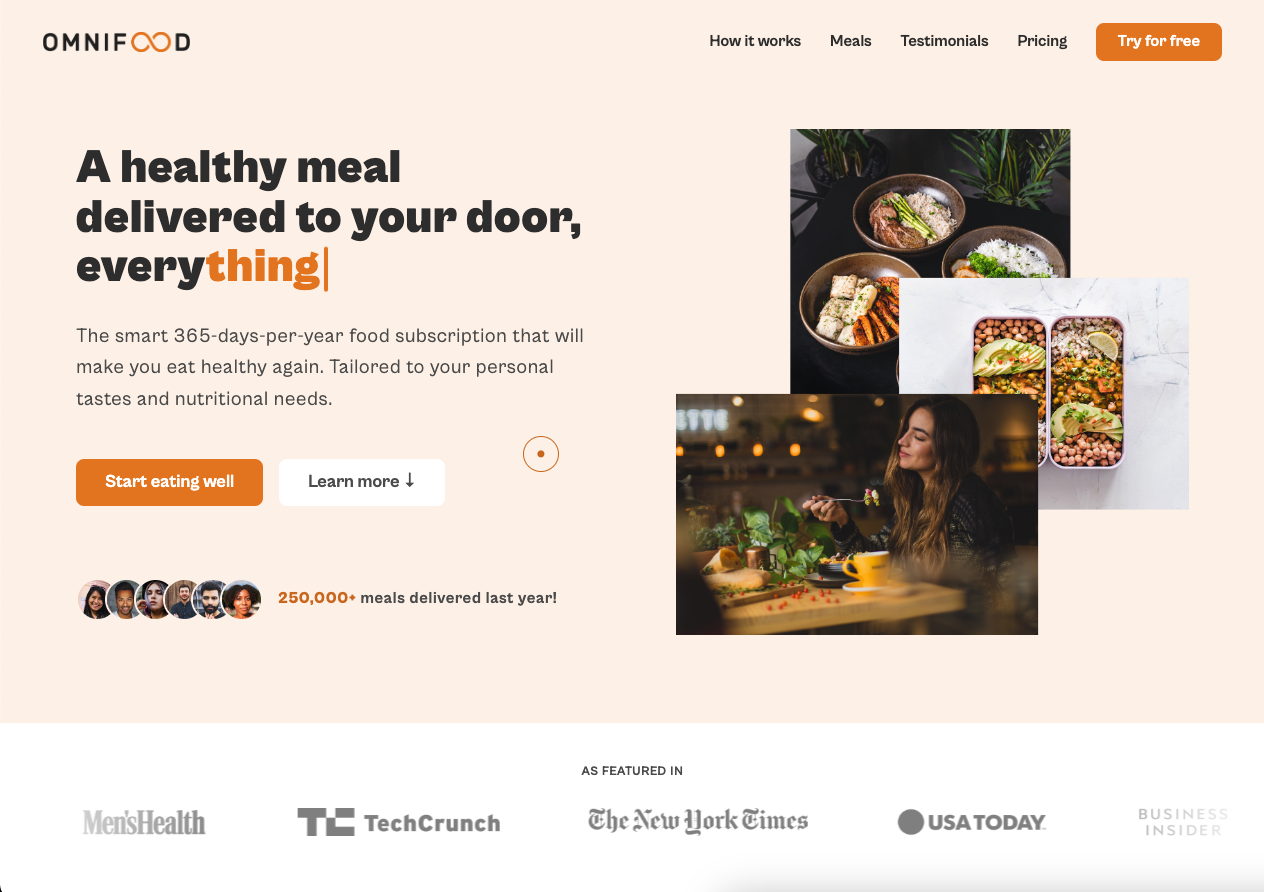 OMNIFOOD
How it works
Meals
Testimonials
Pricing
Try for free
A healthy meal
delivered to your door,
everything|
The smart 365-days-per-year food subscription that will
make you eat healthy again. Tailored to your personal
tastes and nutritional needs.
Start eating well
Learn more ↓
250,000+ meals delivered last year!
AS FEATURED IN
Men'sHealth
TechCrunch
The New York Times
USA TODAY
BUSINESS
INSIDER